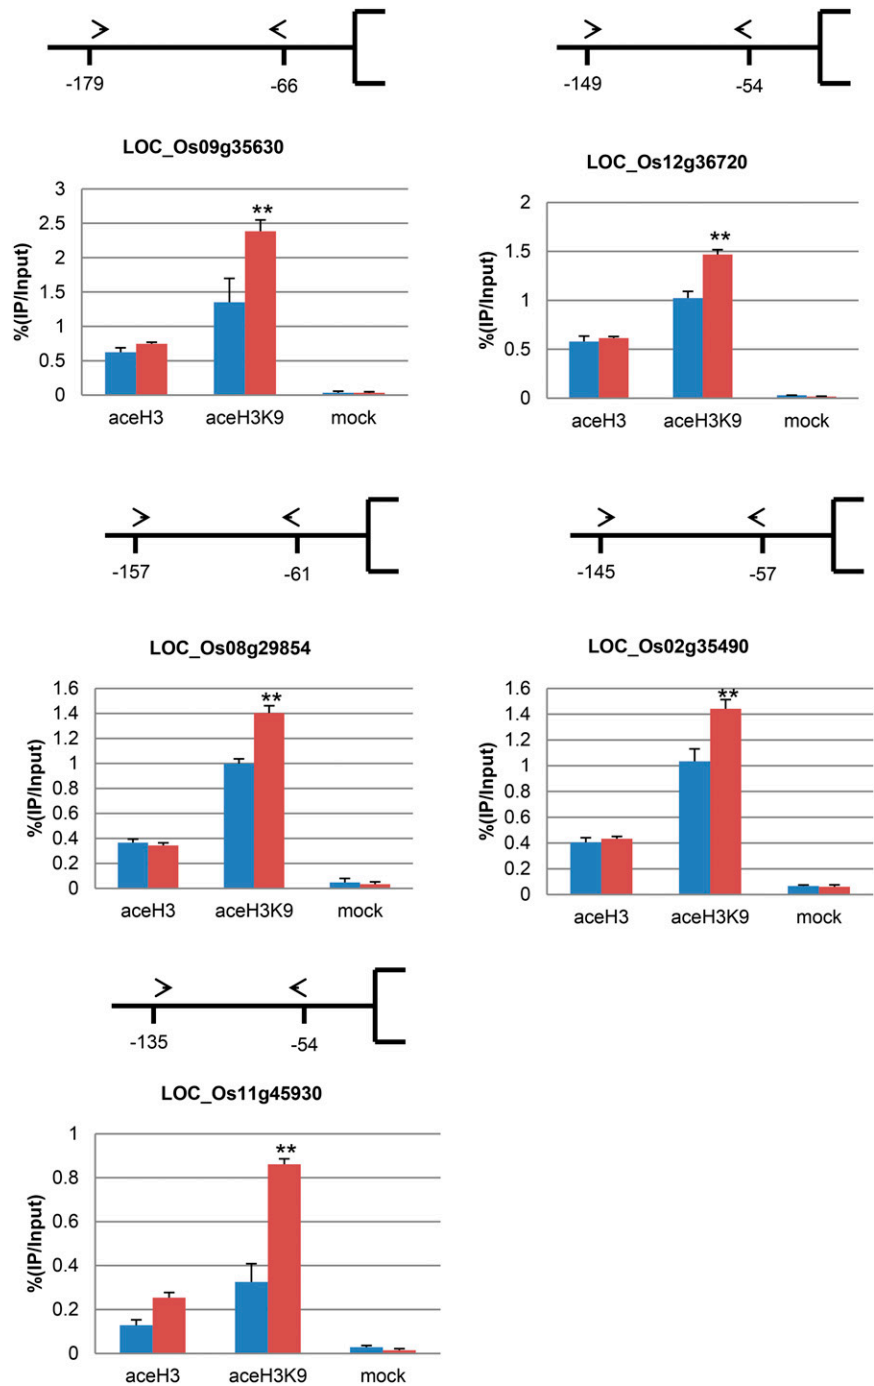 -179
-66
LOC_Os09g35630
%(IP/Input)
3
2.5
2
1.5
1
0.5
0
**
aceH3
aceH3K9
mock
-149
-54
LOC_Os12g36720
%(IP/Input)
2
1.5
1
0.5
0
**
aceH3
aceH3K9
mock
-157
-61
LOC_Os08g29854
%(IP/Input)
1.6
1.4
1.2
1
0.8
0.6
0.4
0.2
0
**
aceH3
aceH3K9
mock
-145
-57
LOC_Os02g35490
%(IP/Input)
1.6
1.4
1.2
1
0.8
0.6
0.4
0.2
0
**
aceH3
aceH3K9
mock
-135
-54
LOC_Os11g45930
%(IP/Input)
1
0.8
0.6
0.4
0.2
0
**
aceH3
aceH3K9
mock